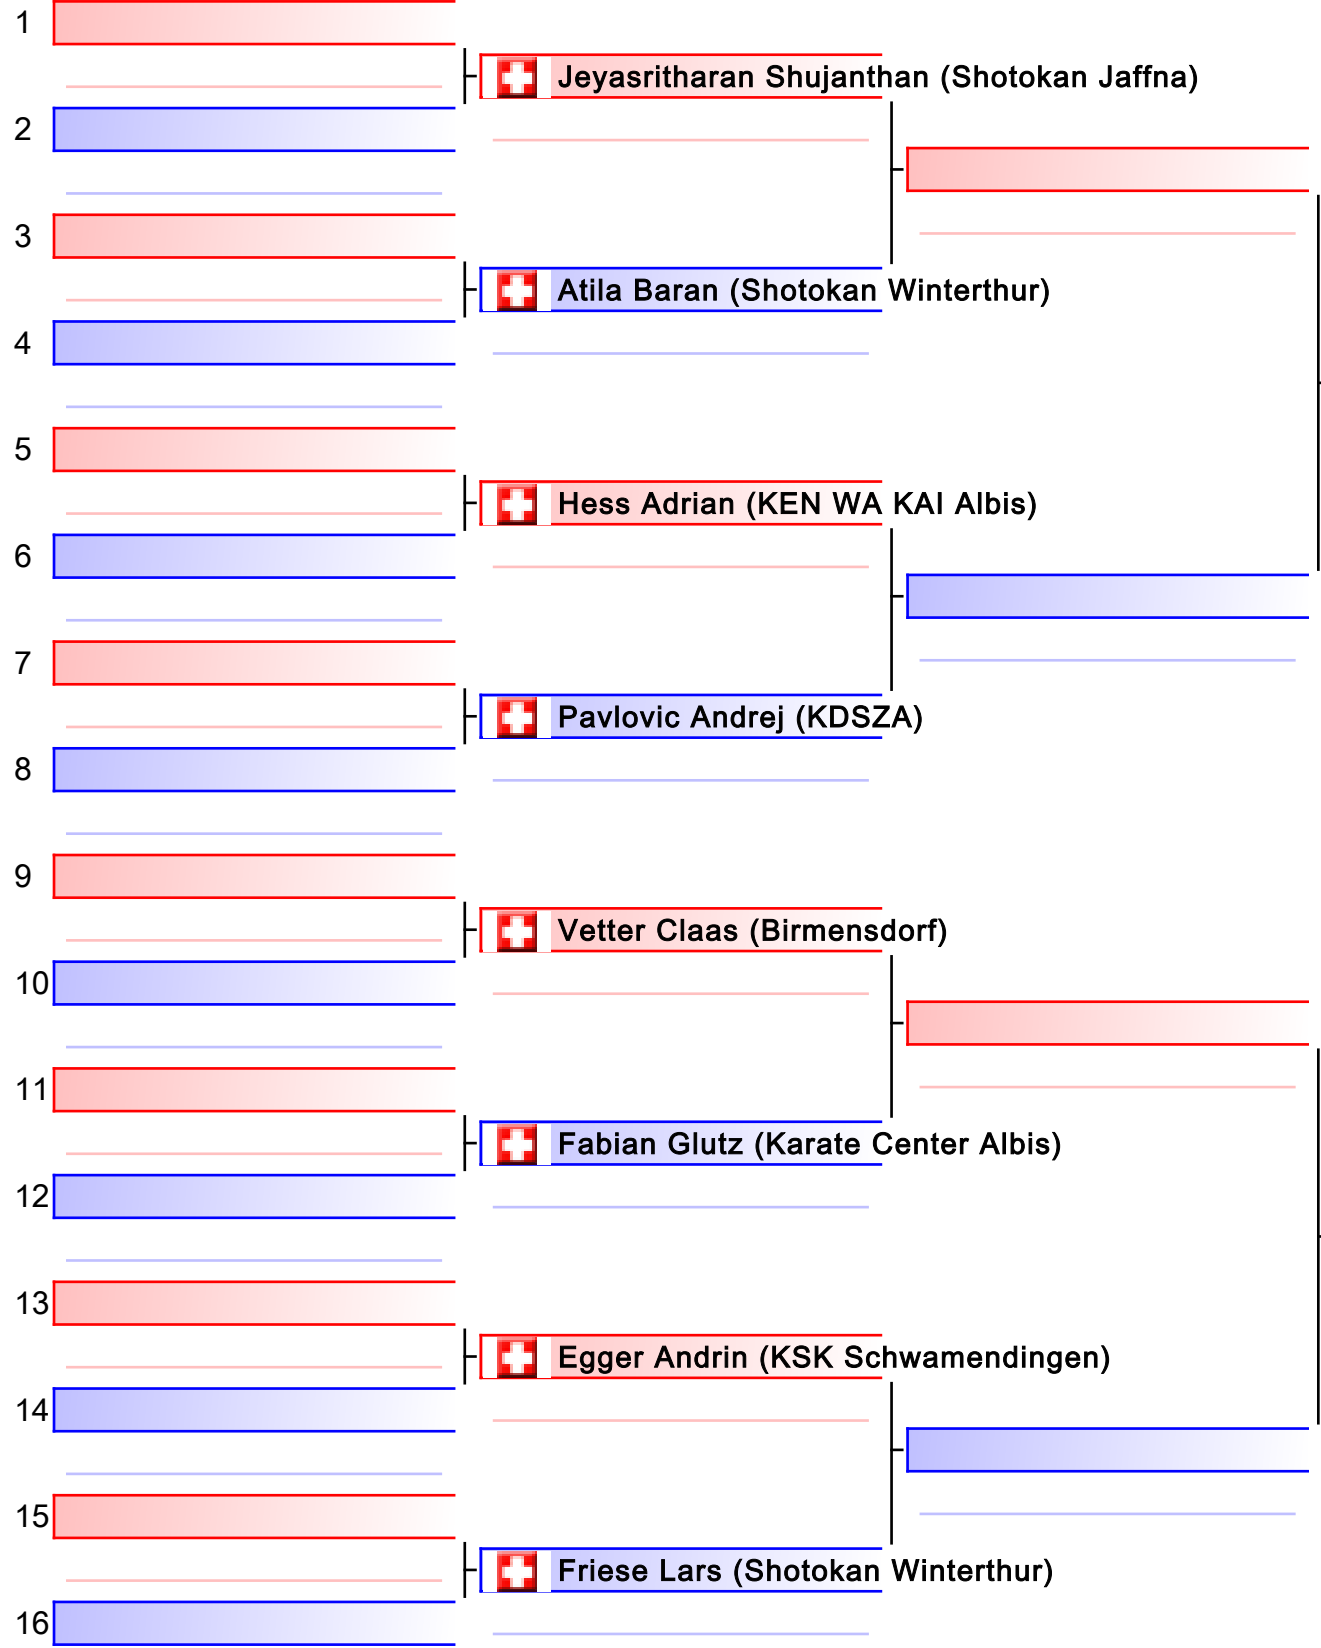 1
Jeyasritharan Shujanthan (Shotokan Jaffna)
2
3
Atila Baran (Shotokan Winterthur)
4
5
Hess Adrian (KEN WA KAI Albis)
6
7
Pavlovic Andrej (KDSZA)
8
9
Vetter Claas (Birmensdorf)
10
11
Fabian Glutz (Karate Center Albis)
12
13
Egger Andrin (KSK Schwamendingen)
14
15
Friese Lars (Shotokan Winterthur)
16